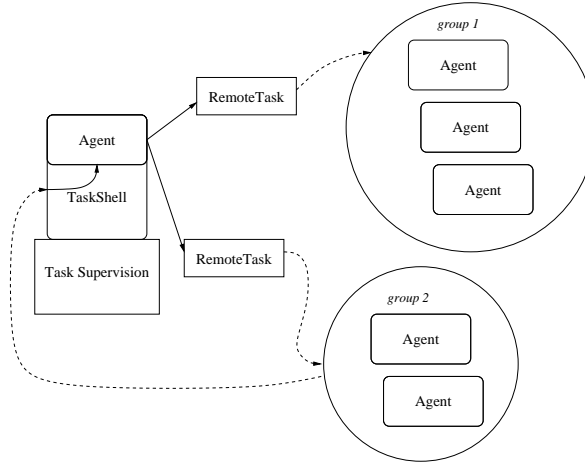 group 1
Agent
RemoteTask
Agent
Agent
Agent
TaskShell
RemoteTask
Task Supervision
group 2
Agent
Agent